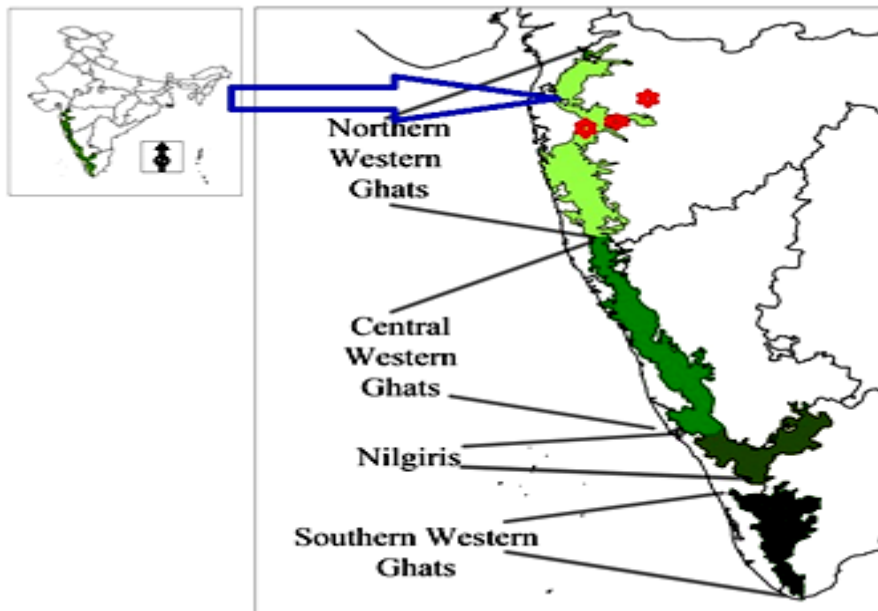 Northern
Western
Ghats
Central
Western
Ghats
Nilgiris
Southern Western
Ghats